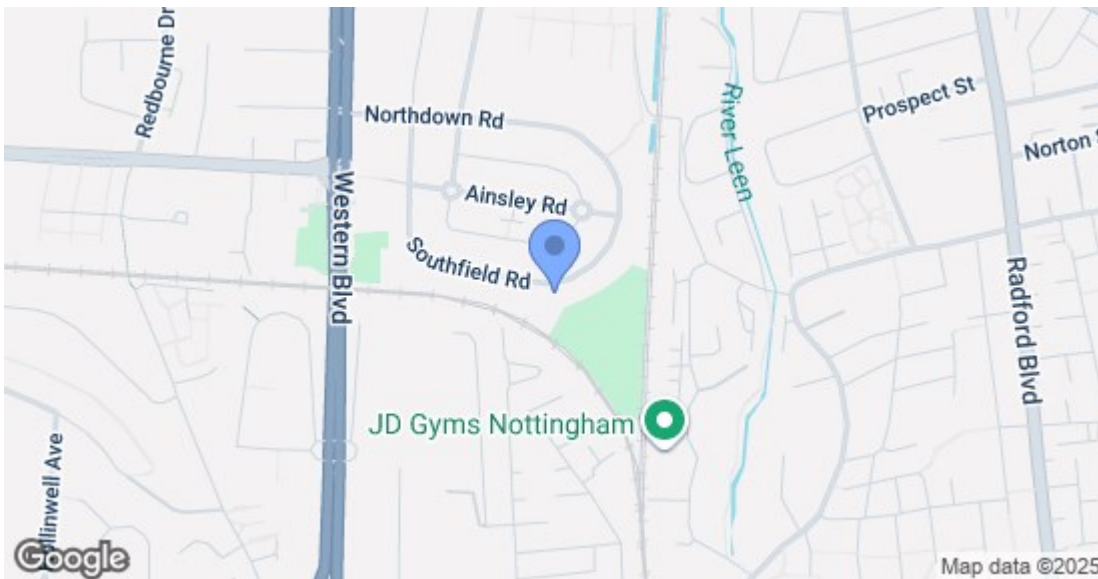 Redbourne Dr
Northdown Rd
Prospect St
River Leen
Norton
Ainsley Rd
Western Blvd
Southfield Rd
Radford Blvd
JD Gyms Nottingham
Ave
Google
Map data ©2025